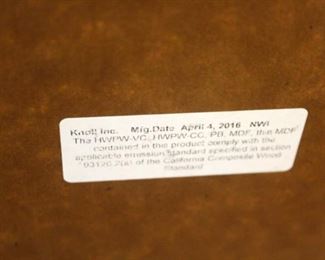 Knoll Inc. Mfg.Date April 4, 2016 NWI
The HWPW-VC, HWPW-CC, PB, MDF, thin MDF
contained in this product comply with the
applicable emission standard specified in section
93120.2(a) of the California Composite Wood
Standard